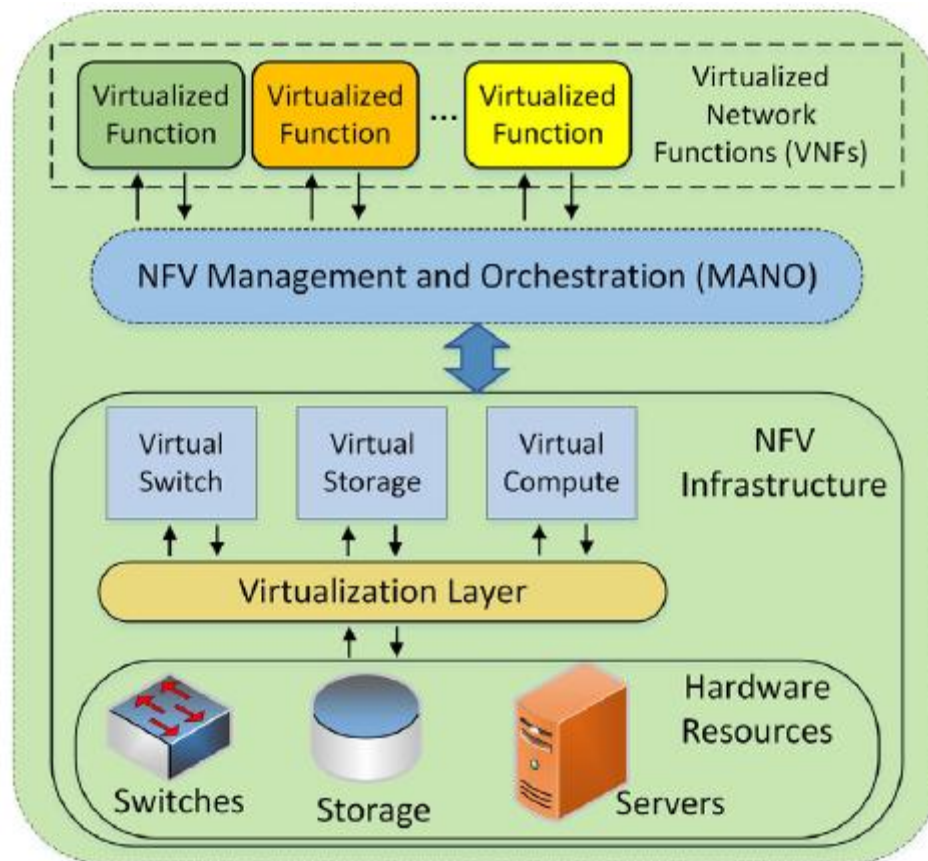 Virtualized
Function
Virtualized
Function
...
Virtualized
Function
Virtualized
Network
Functions (VNFs)
NFV Management and Orchestration (MANO)
Virtual
Switch
Virtual
Storage
Virtual
Compute
NFV
Infrastructure
Virtualization Layer
Hardware
Resources
Switches
Storage
Servers